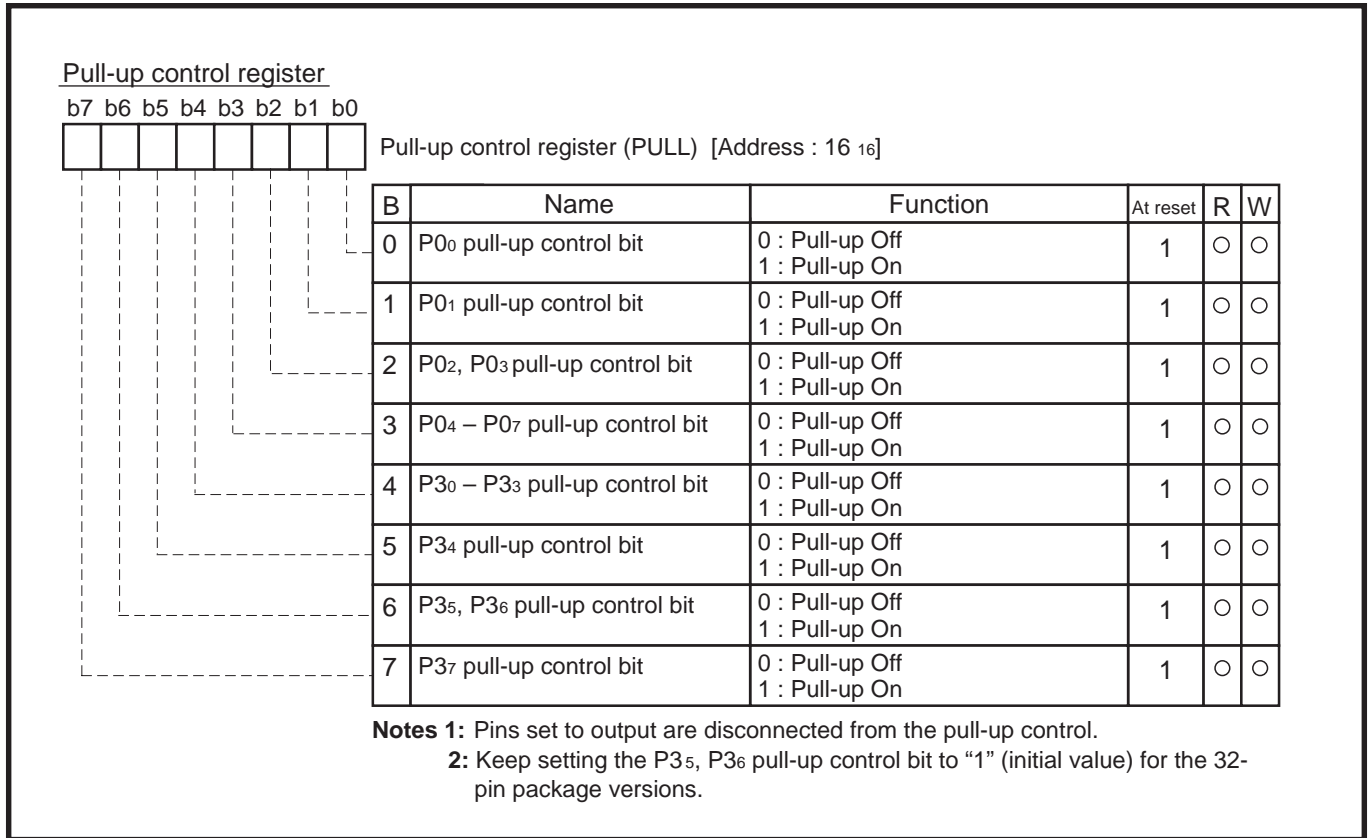 Pull-up control register
b7 b6 b5 b4 b3 b2 b1 b0
Pull-up control register (PULL) [Address : 16 16]
B Name Function At reset R W
0 P00 pull-up control bit 0 : Pull-up Off 1 ○ ○
1 : Pull-up On
1 P01 pull-up control bit 0 : Pull-up Off 1 ○ ○
1 : Pull-up On
2 P02, P03 pull-up control bit 0 : Pull-up Off 1 ○ ○
1 : Pull-up On
3 P04 – P07 pull-up control bit 0 : Pull-up Off 1 ○ ○
1 : Pull-up On
4 P30 – P33 pull-up control bit 0 : Pull-up Off 1 ○ ○
1 : Pull-up On
5 P34 pull-up control bit 0 : Pull-up Off 1 ○ ○
1 : Pull-up On
6 P35, P36 pull-up control bit 0 : Pull-up Off 1 ○ ○
1 : Pull-up On
7 P37 pull-up control bit 0 : Pull-up Off 1 ○ ○
1 : Pull-up On
Notes 1: Pins set to output are disconnected from the pull-up control.
2: Keep setting the P35, P36 pull-up control bit to “1” (initial value) for the 32-
pin package versions.